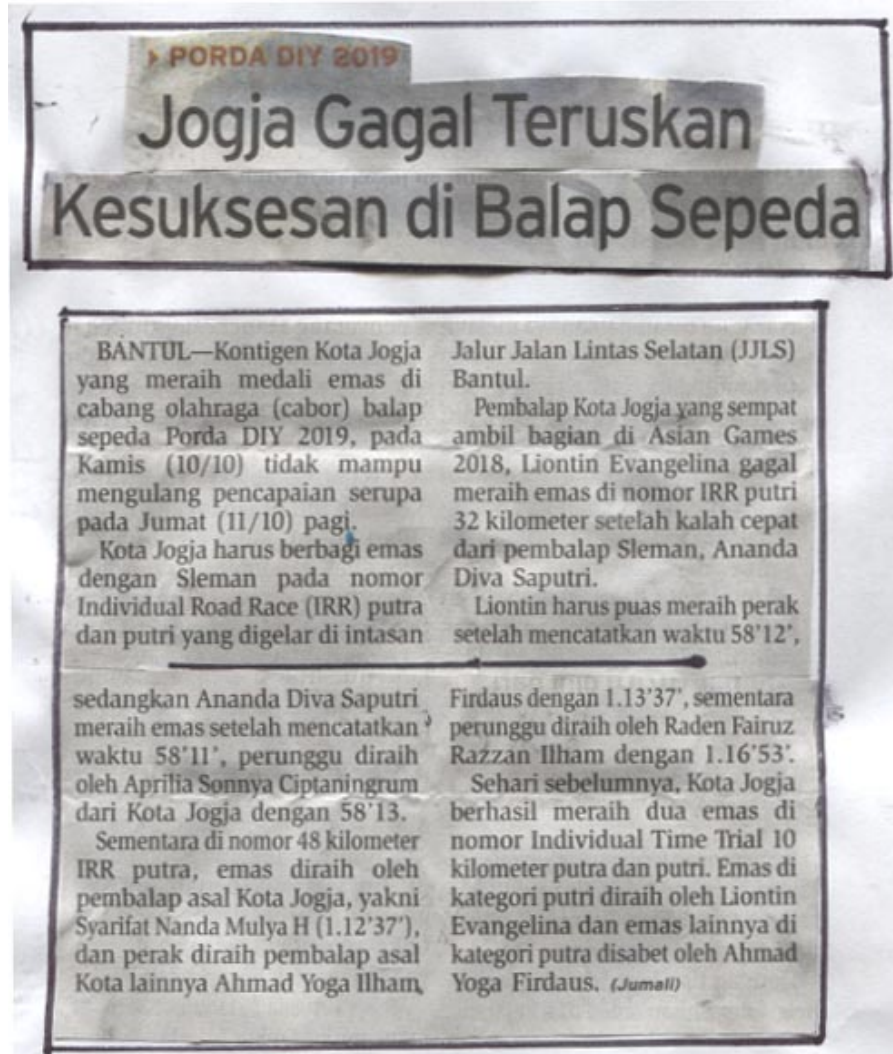 PORDA DIY 2019
Jogja Gagal Teruskan
Kesuksesan di Balap Sepeda
BANTUL—Kontigen Kota Jogja
yang meraih medali emas di
cabang olahraga (cabor) balap
sepeda Porda DIY 2019, pada
Kamis (10/10) tidak mampu
mengulang pencapaian serupa
pada Jumat (11/10) pagi.
Kota Jogja harus berbagi emas
dengan Sleman pada nomor
Individual Road Race (IRR) putra
dan putri yang digelar di intasan
Jalur Jalan Lintas Selatan (JJLS)
Bantul.
Pembalap Kota Jogja yang sempat
ambil bagian di Asian Games
2018, Liontin Evangelina gagal
meraih emas di nomor IRR putri
32 kilometer setelah kalah cepat
dari pembalap Sleman, Ananda
Diva Saputri.
Liontin harus puas meraih perak
setelah mencatatkan waktu 58'12',
sedangkan Ananda Diva Saputri
meraih emas setelah mencatatkan
waktu 58'11', perunggu diraih
oleh Aprilia Sonnya Ciptaningrum
dari Kota Jogja dengan 58'13.
Sementara di nomor 48 kilometer
IRR putra, emas diraih oleh
pembalap asal Kota Jogja, yakni
Syarifat Nanda Mulya H (1.12'37'),
dan perak diraih pembalap asal
Kota lainnya Ahmad Yoga Ilham
Firdaus dengan 1.13'37', sementara
perunggu diraih oleh Raden Fairuz
Razzan Ilham dengan 1.16'53'.
Sehari sebelumnya, Kota Jogja
berhasil meraih dua emas di
nomor Individual Time Trial 10
kilometer putra dan putri. Emas di
kategori putri diraih oleh Liontin
Evangelina dan emas lainnya di
kategori putra disabet oleh Ahmad
Yoga Firdaus. (Jumali)